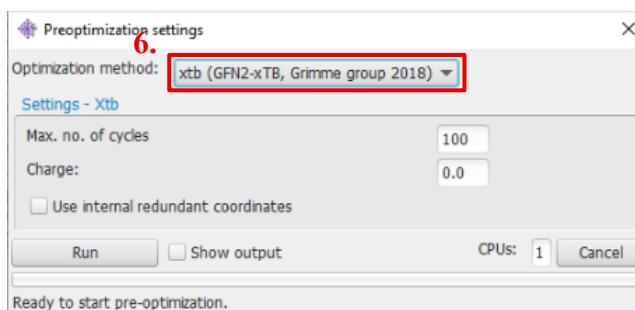 Preoptimization settings
6.
Optimization method: xtb (GFN2-xTB, Grimme group 2018)
Settings - Xtb
Max. no. of cycles 100
Charge: 0.0
Use internal redundant coordinates
Run Show output CPUs: 1 Cancel
Ready to start pre-optimization.